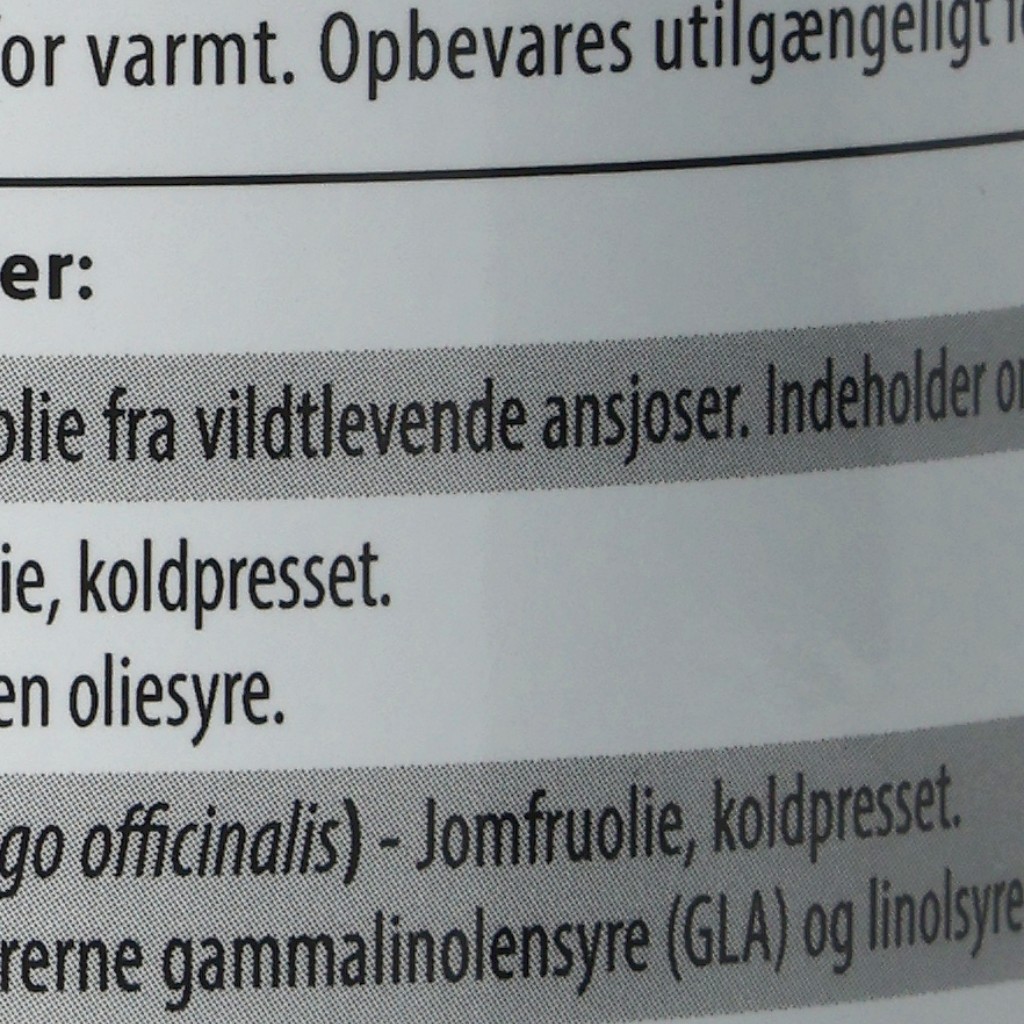 for varmt. Opbevares utilgængeligt
er:
olie fra vildtlevende ansjoser. Indeholder
ie, koldpresset.
en oliesyre.
go officinalis) - Jomfruolie, koldpresset.
rerne gammalinolensyre (GLA) og linolsyre